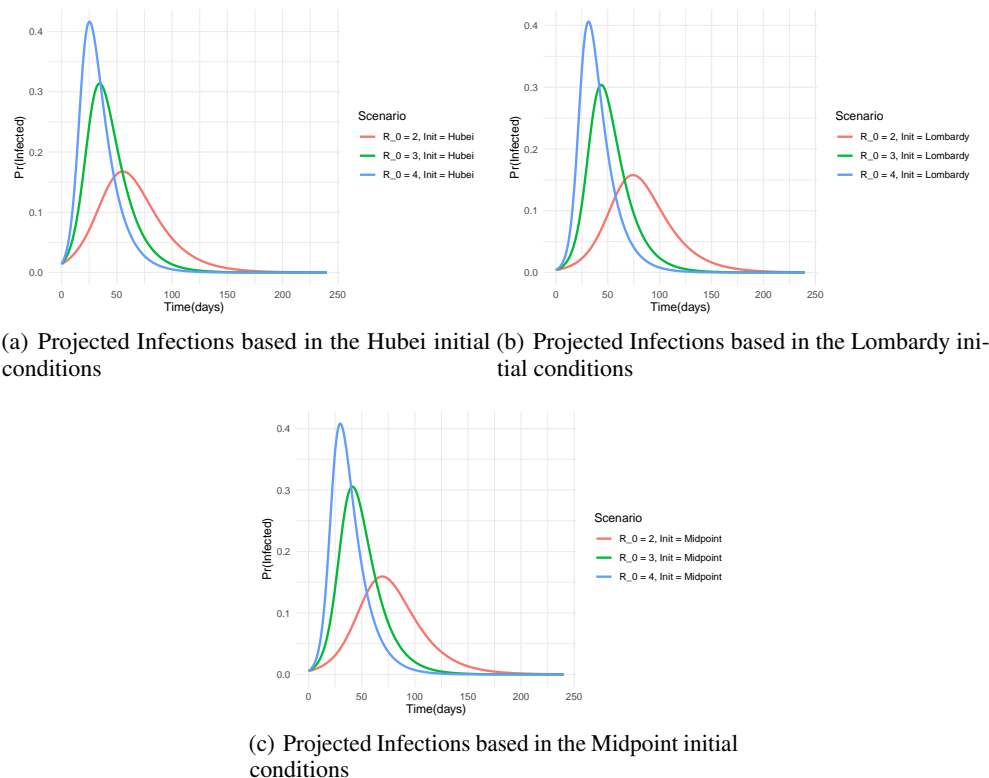 0.4
0.3
0.2
0.1
0.0
Pr(Infected)
0 50 100 150 200 250
Time(days)
Scenario
R_0 = 2, Init = Hubei
R_0 = 3, Init = Hubei
R_0 = 4, Init = Hubei
0.4
0.3
0.2
0.1
0.0
Pr(Infected)
0 50 100 150 200 250
Time(days)
Scenario
R_0 = 2, Init = Lombardy
R_0 = 3, Init = Lombardy
R_0 = 4, Init = Lombardy
(a) Projected Infections based in the Hubei initial
conditions
(b) Projected Infections based in the Lombardy ini-
tial conditions
0.4
0.3
0.2
0.1
0.0
Pr(Infected)
0 50 100 150 200 250
Time(days)
Scenario
R_0 = 2, Init = Midpoint
R_0 = 3, Init = Midpoint
R_0 = 4, Init = Midpoint
(c) Projected Infections based in the Midpoint initial
conditions